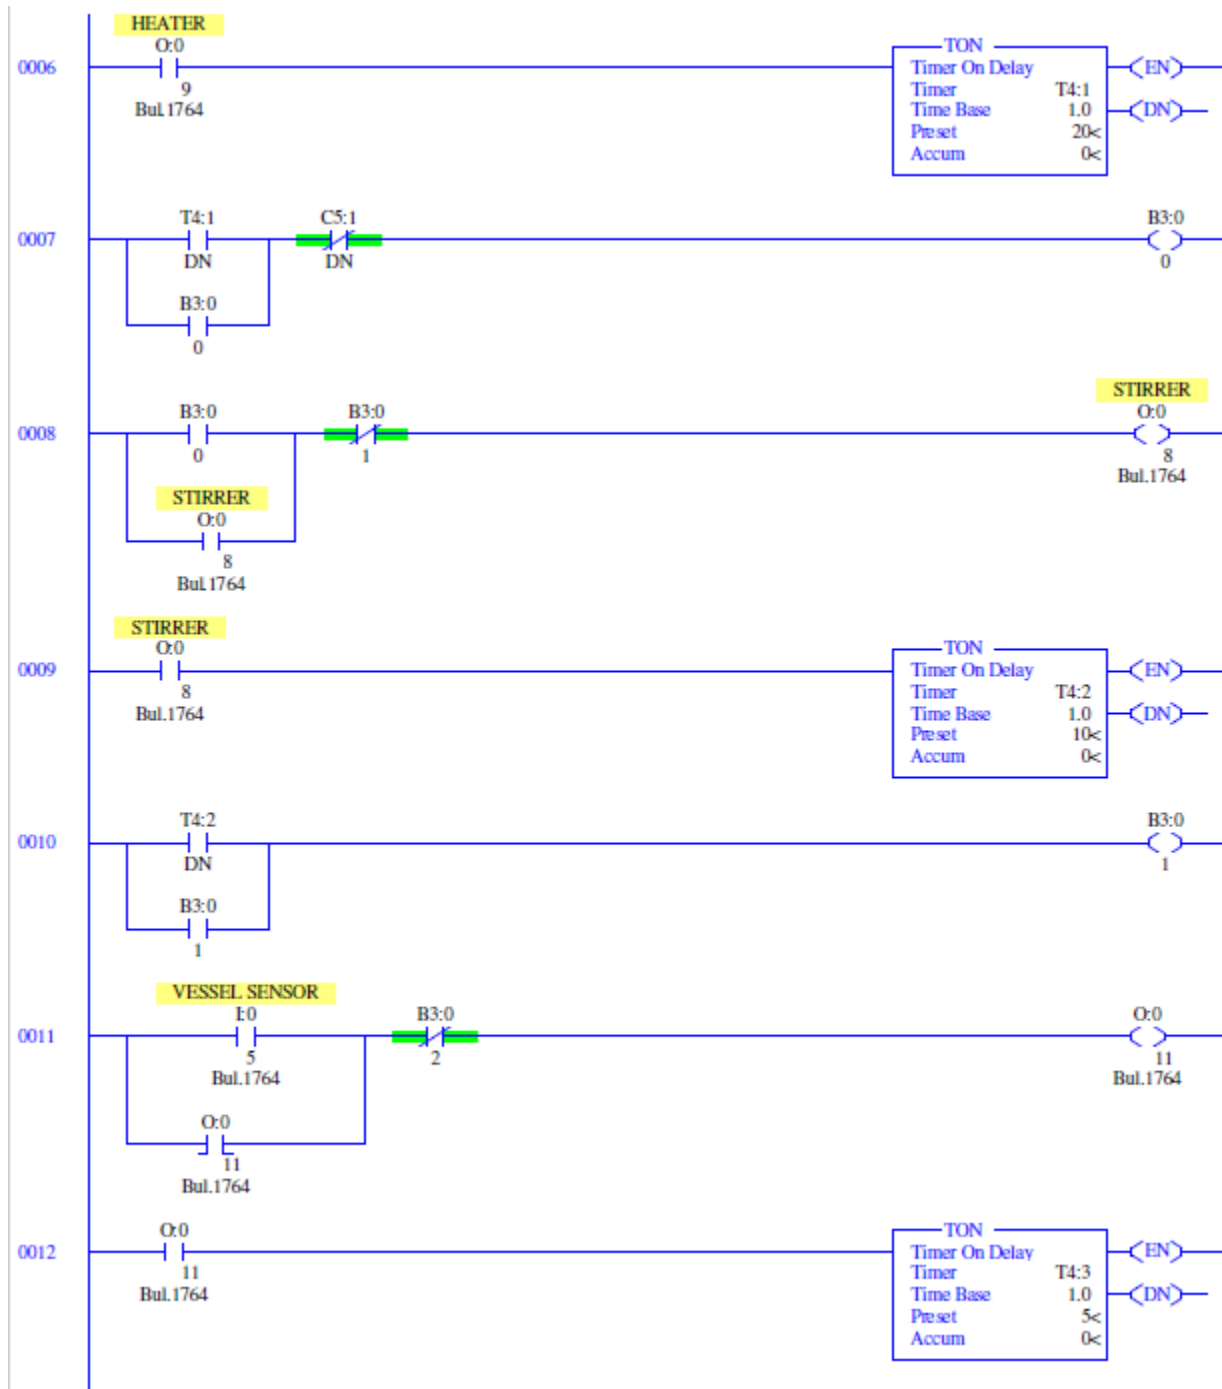 HEATER
O:0
0006
9
Bul.1764
TON
Timer On Delay
Timer T4:1
Time Base 1.0
Preset 20<
Accum 0<
EN
DN
T4:1 C5:1 B3:0
0007
DN DN 0
B3:0
0
STIRRER
B3:0 B3:0 O:0
0008
0 1 8
Bul.1764
STIRRER
O:0
8
Bul.1764
STIRRER
O:0
0009
8
Bul.1764
TON
Timer On Delay
Timer T4:2
Time Base 1.0
Preset 10<
Accum 0<
EN
DN
T4:2 B3:0
0010
DN 1
B3:0
1
VESSEL SENSOR
I:0 B3:0 O:0
0011
5 2 11
Bul.1764 Bul.1764
O:0
11
Bul.1764
O:0
0012
11
Bul.1764
TON
Timer On Delay
Timer T4:3
Time Base 1.0
Preset 5<
Accum 0<
EN
DN